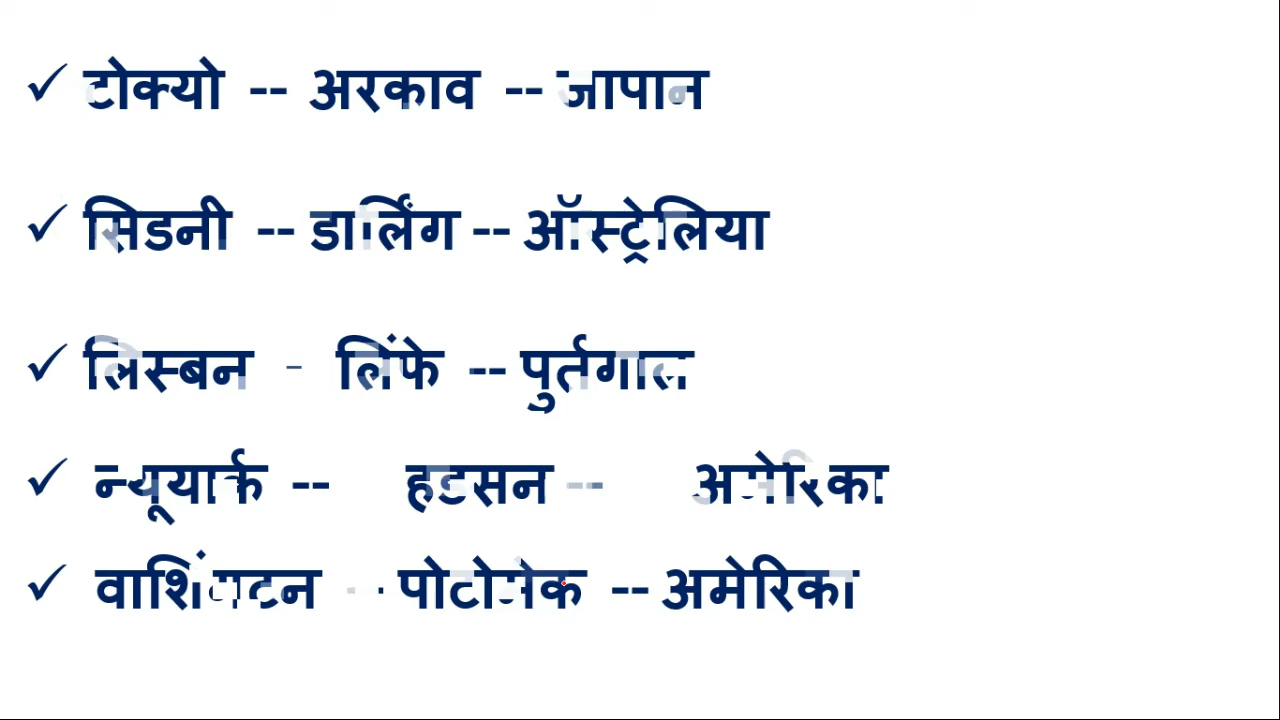 ✓ टोक्यो -- अरकाव -- जापान
✓ सिडनी -- डार्लिंग -- ऑस्ट्रेलिया
✓ लिस्बन - लिंफे -- पुर्तगाल
✓ न्यूयार्क -- हडसन -- अमेरिका
✓ वाशिंगटन -- पोटोमेक -- अमेरिका